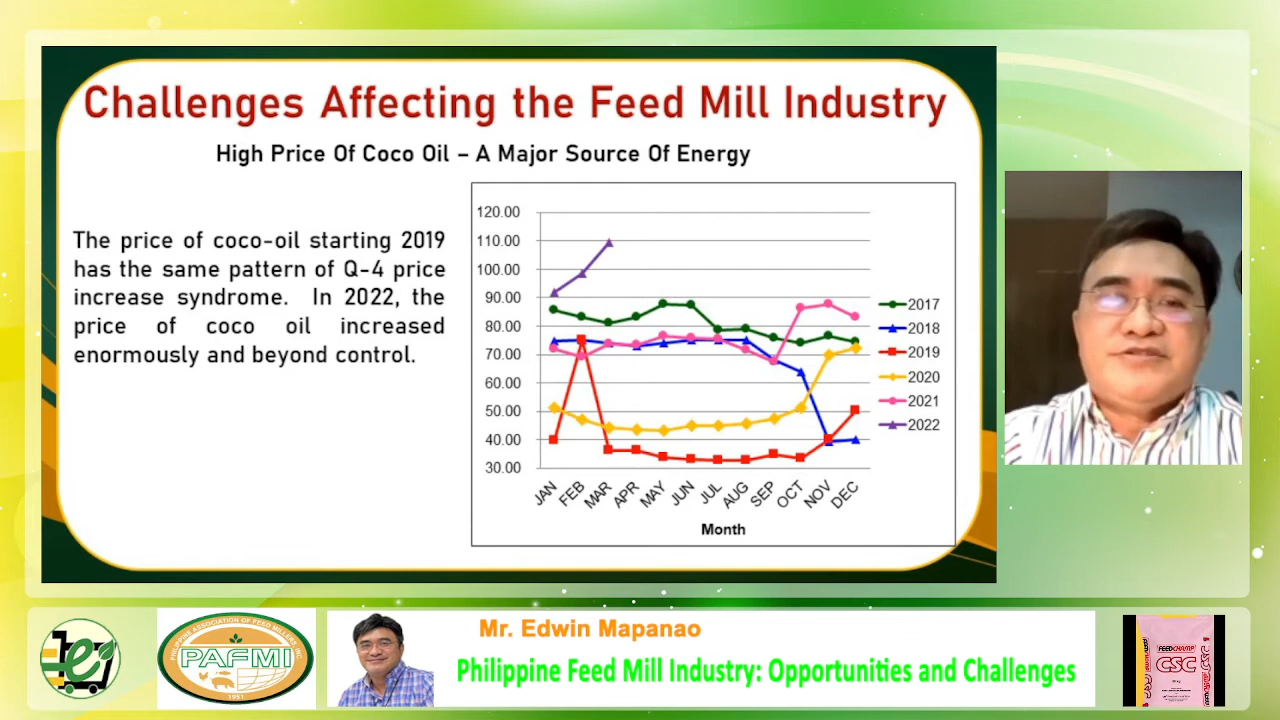 Challenges Affecting the Feed Mill Industry
High Price Of Coco Oil – A Major Source Of Energy
The price of coco-oil starting 2019
has the same pattern of Q-4 price
increase syndrome. In 2022, the
price of coco oil increased
enormously and beyond control.
120.00
110.00
100.00
90.00
80.00
70.00
60.00
50.00
40.00
30.00
JAN
FEB
MAR
APR
MAY
JUN
JUL
AUG
SEP
OCT
NOV
DEC
Month
2017
2018
2019
2020
2021
2022
e
PHILIPPINE ASSOCIATION OF FEED MILLERS, INC.
PAFMI
1951
Mr. Edwin Mapanao
Philippine Feed Mill Industry: Opportunities and Challenges
FEEDCHAMP
CSC